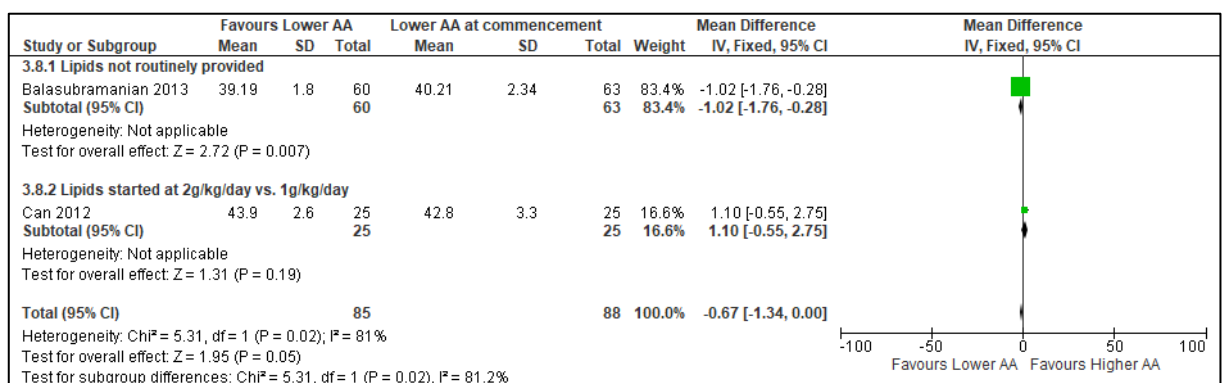 Favours Lower AA Lower AA at commencement Mean Difference Mean Difference
Study or Subgroup Mean SD Total Mean SD Total Weight IV, Fixed, 95% CI IV, Fixed, 95% CI
3.8.1 Lipids not routinely provided
Balasubramanian 2013 39.19 1.8 60 40.21 2.34 63 83.4% -1.02 [-1.76, -0.28]
Subtotal (95% CI) 60 63 83.4% -1.02 [-1.76, -0.28]
Heterogeneity: Not applicable
Test for overall effect: Z = 2.72 (P = 0.007)
3.8.2 Lipids started at 2g/kg/day vs. 1g/kg/day
Can 2012 43.9 2.6 25 42.8 3.3 25 16.6% 1.10 [-0.55, 2.75]
Subtotal (95% CI) 25 25 16.6% 1.10 [-0.55, 2.75]
Heterogeneity: Not applicable
Test for overall effect: Z = 1.31 (P = 0.19)
Total (95% CI) 85 88 100.0% -0.67 [-1.34, 0.00]
Heterogeneity: Chi² = 5.31, df = 1 (P = 0.02); I² = 81%
Test for overall effect: Z = 1.95 (P = 0.05)
Test for subgroup differences: Chi² = 5.31, df = 1 (P = 0.02), I² = 81.2%
-100 -50 0 50 100
Favours Lower AA Favours Higher AA